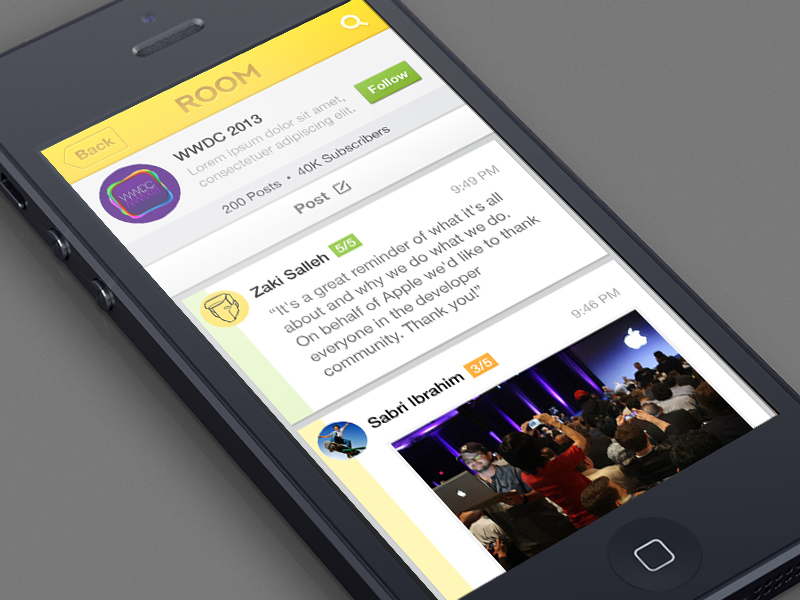 ROOM
Back
WWDC 2013
Follow
Lorem ipsum dolor sit amet,
consectetuer adipiscing elit.
200 Posts • 40K Subscribers
WWDC
Post
9:49 PM
Zaki Salleh 5/5
“It’s a great reminder of what it’s all
about and why we do what we do.
On behalf of Apple we’d like to thank
everyone in the developer
community. Thank you!”
9:46 PM
Sabri Ibrahim 3/5